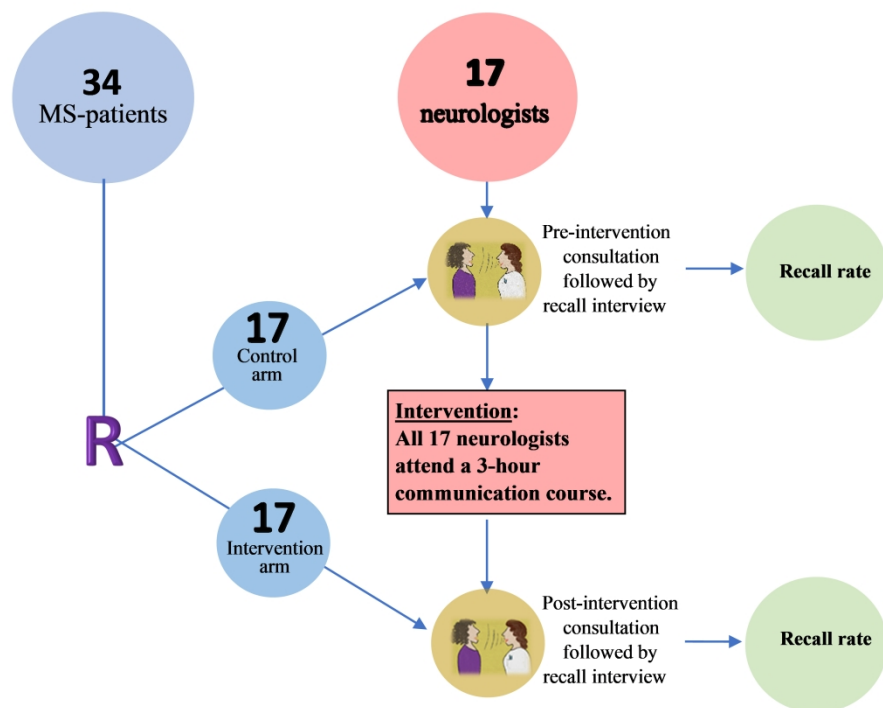 34
MS-patients
17
neurologists
Pre-intervention
consultation
followed by
recall interview
Recall rate
17
Control
arm
Intervention:
All 17 neurologists
attend a 3-hour
communication course.
R
17
Intervention
arm
Post-intervention
consultation
followed by
recall interview
Recall rate